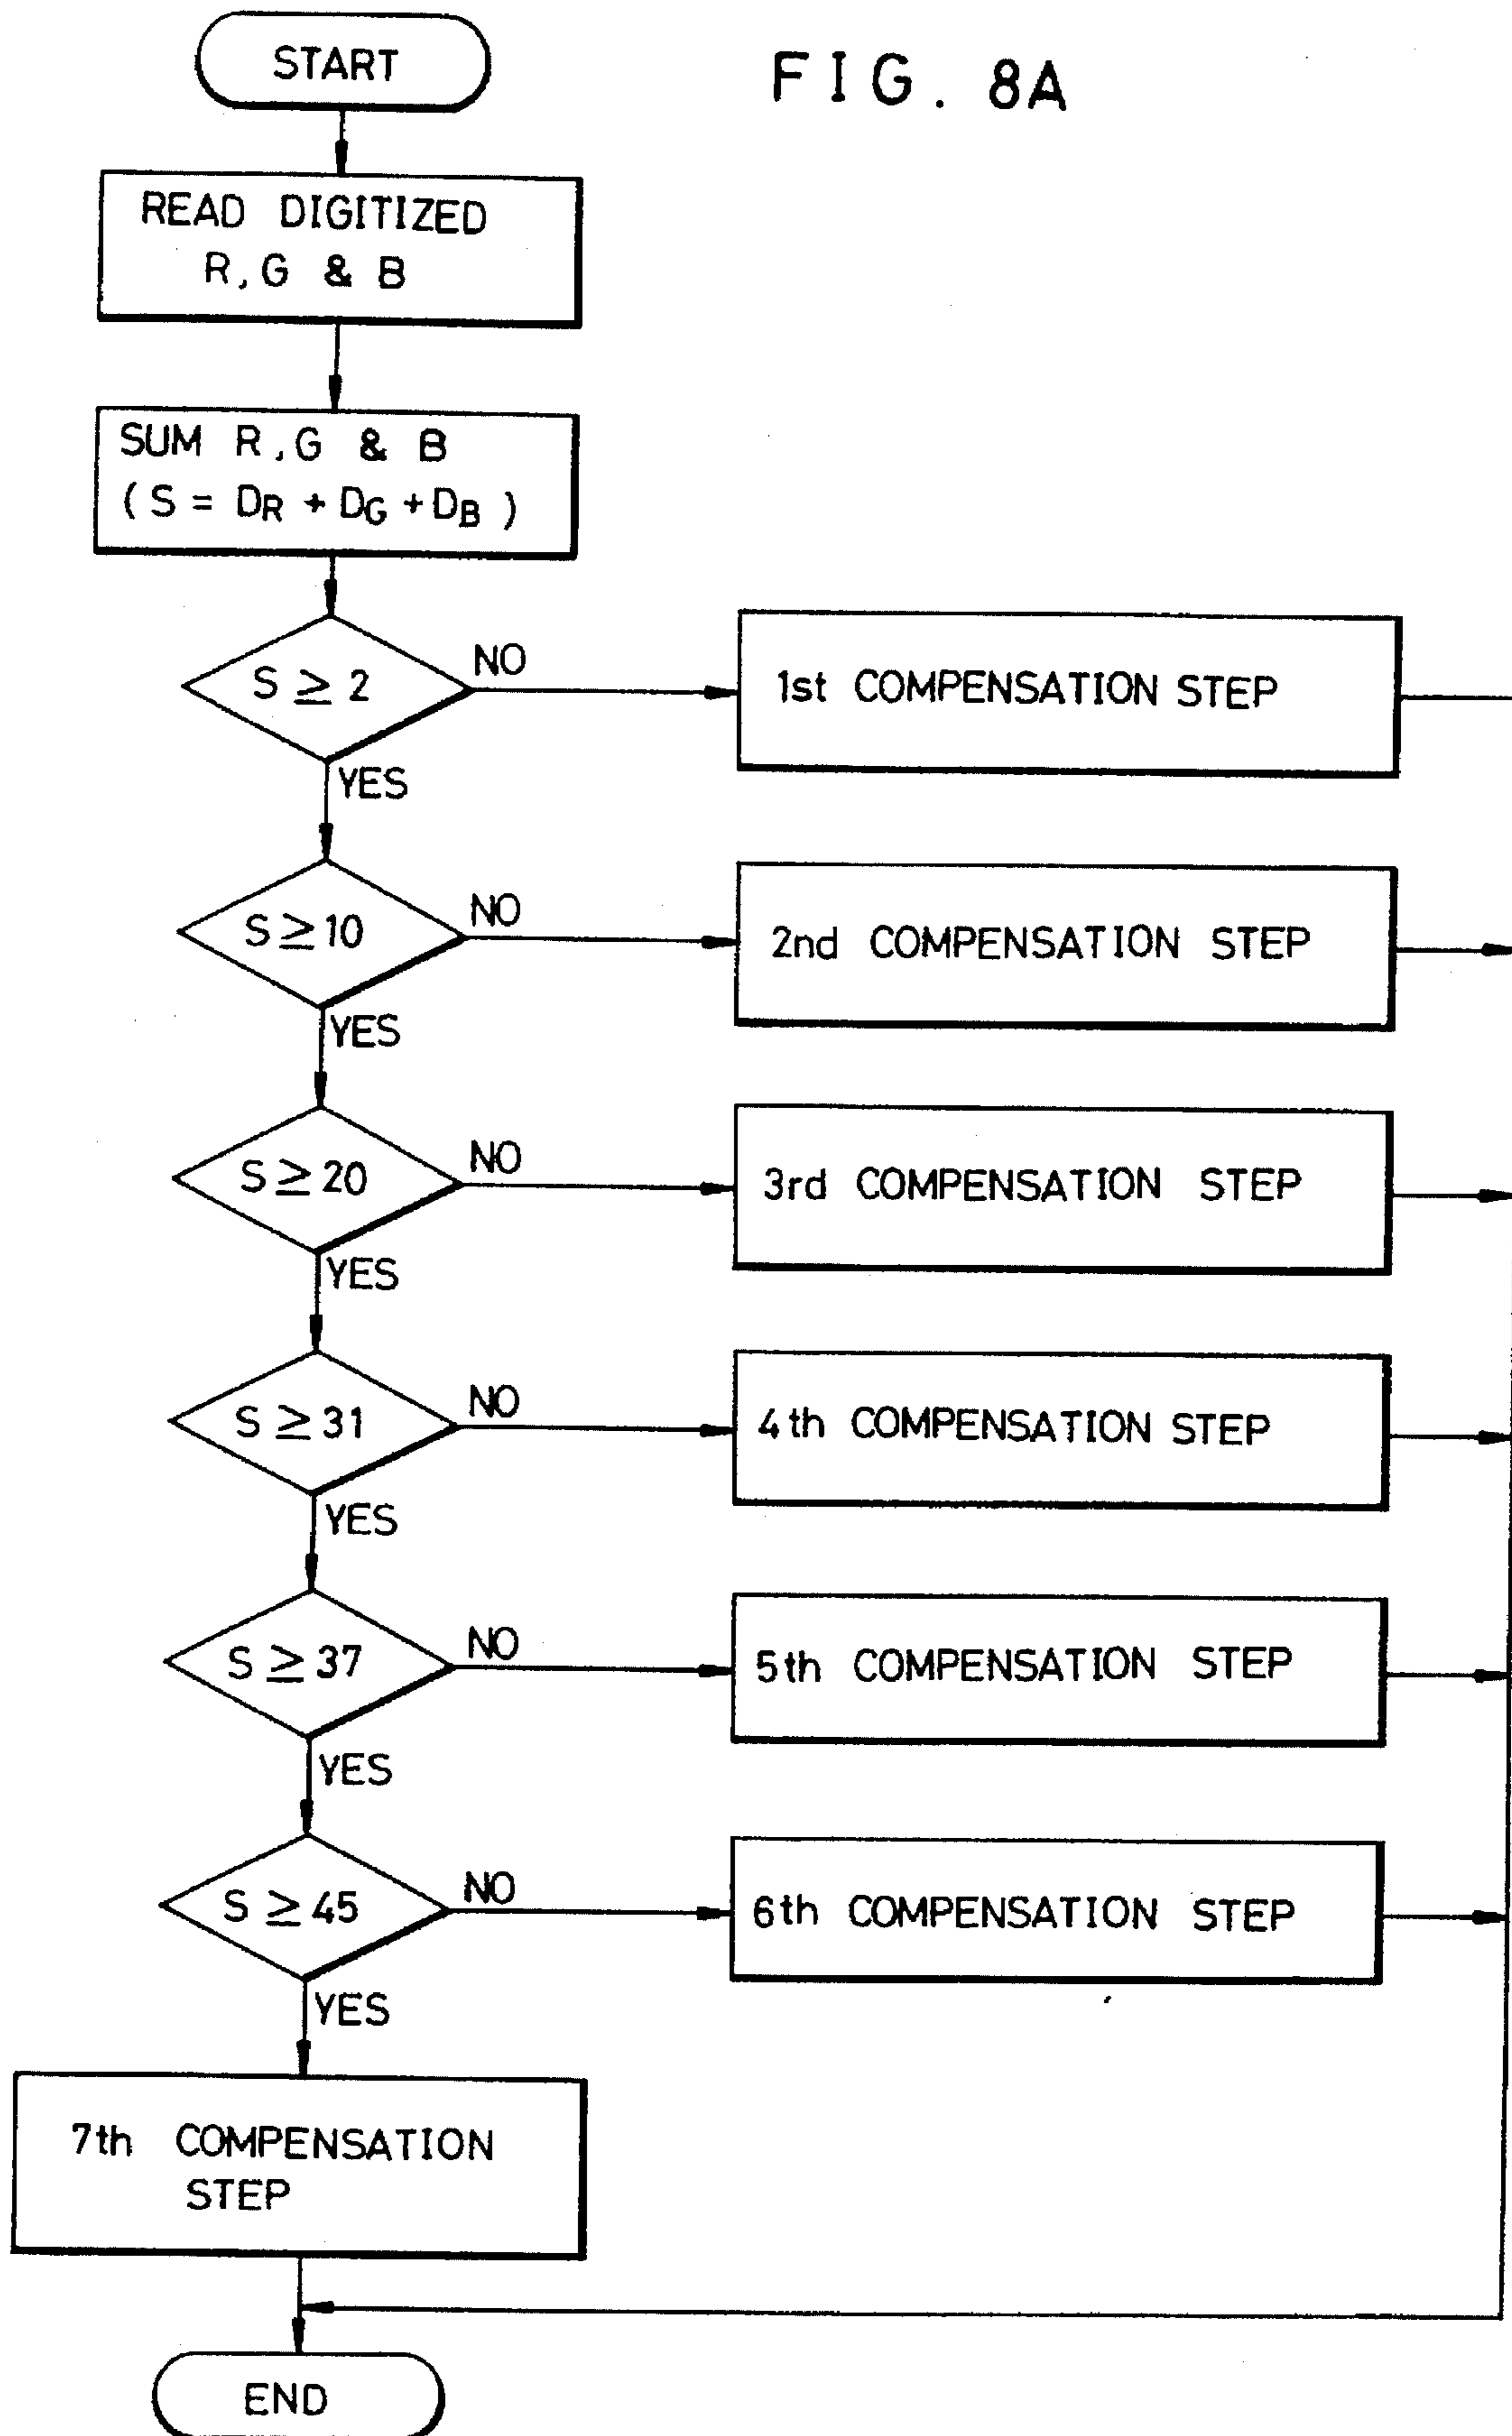 START
FIG. 8A
READ DIGITIZED
R, G & B
SUM R, G & B
(S = DR + DG + DB)
S ≥ 2
NO
1st COMPENSATION STEP
YES
S ≥ 10
NO
2nd COMPENSATION STEP
YES
S ≥ 20
NO
3rd COMPENSATION STEP
YES
S ≥ 31
NO
4th COMPENSATION STEP
YES
S ≥ 37
NO
5th COMPENSATION STEP
YES
S ≥ 45
NO
6th COMPENSATION STEP
YES
7th COMPENSATION
STEP
END